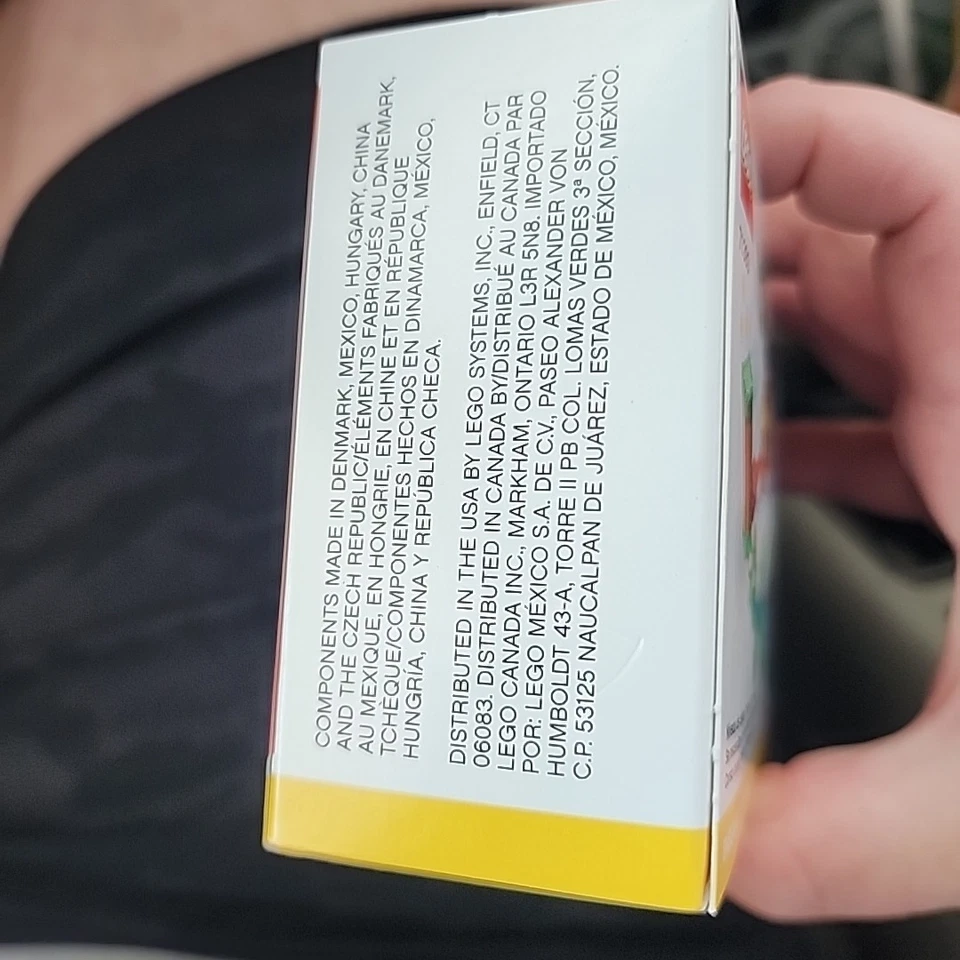 COMPONENTS MADE IN DENMARK, MEXICO, HUNGARY, CHINA
AND THE CZECH REPUBLIC/ÉLÉMENTS FABRIQUÉS AU DANEMARK,
AU MEXIQUE, EN HONGRIE, EN CHINE ET EN RÉPUBLIQUE
TCHÈQUE/COMPONENTES HECHOS EN DINAMARCA, MÉXICO,
HUNGRÍA, CHINA Y REPÚBLICA CHECA.
DISTRIBUTED IN THE USA BY LEGO SYSTEMS, INC., ENFIELD, CT
06083. DISTRIBUTED IN CANADA BY/DISTRIBUÉ AU CANADA PAR
LEGO CANADA INC., MARKHAM, ONTARIO L3R 5N8. IMPORTADO
POR: LEGO MÉXICO S.A. DE C.V., PASEO ALEXANDER VON
HUMBOLDT 43-A, TORRE II PB COL. LOMAS VERDES 3ª SECCIÓN,
C.P. 53125 NAUCALPAN DE JUÁREZ, ESTADO DE MÉXICO, MÉXICO.